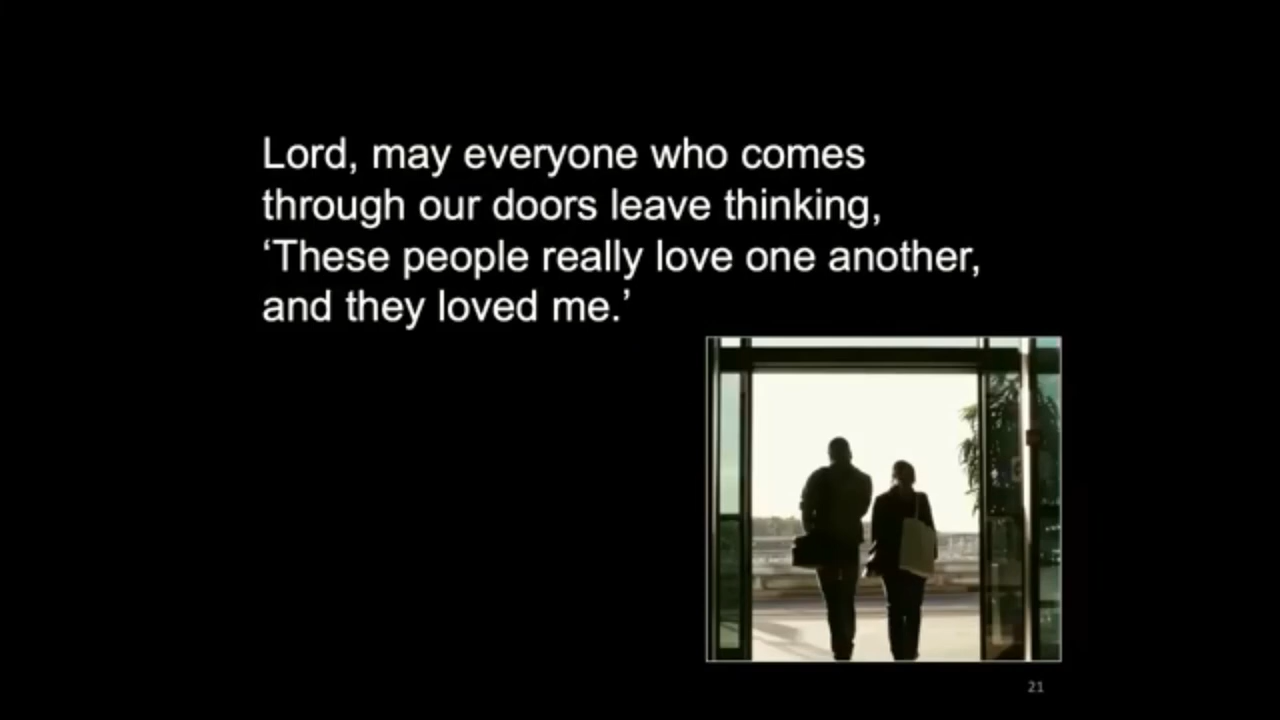 Lord, may everyone who comes
through our doors leave thinking,
‘These people really love one another,
and they loved me.’
21